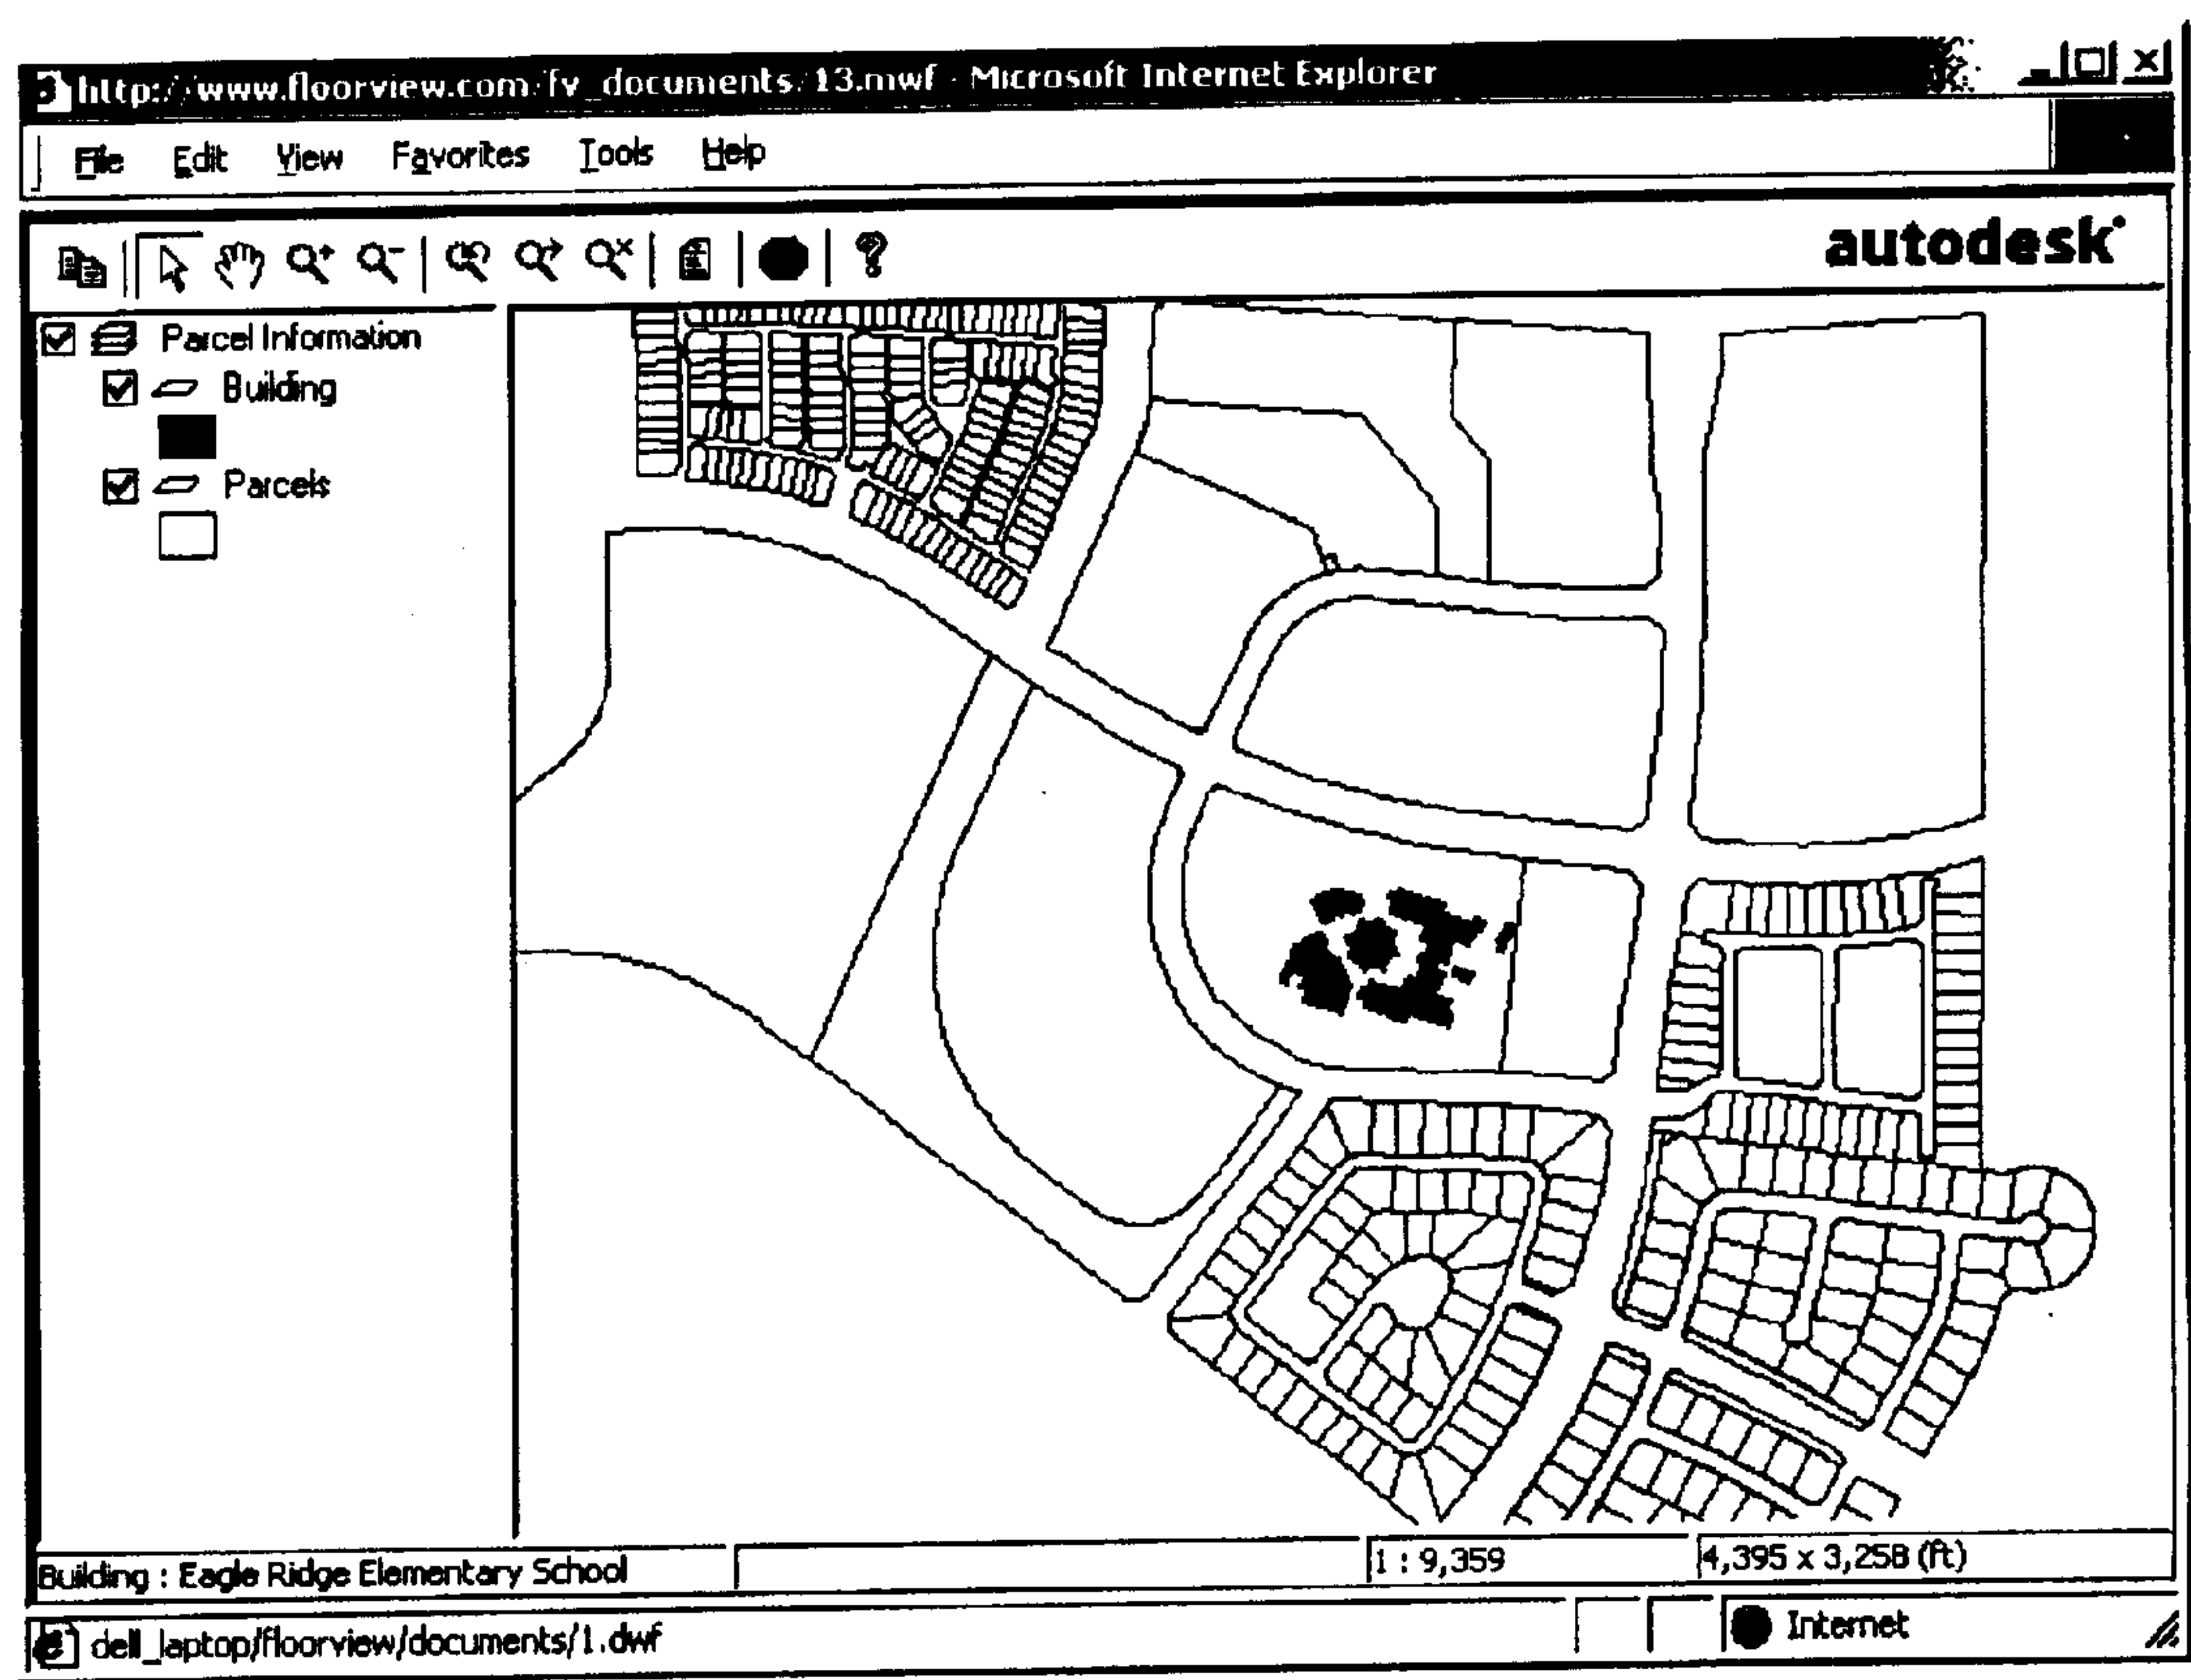 http://www.floorview.com/fv_documents/13.mwf - Microsoft Internet Explorer
File Edit View Favorites Tools Help
autodesk
Parcel Information
Building
Parcels
Building : Eagle Ridge Elementary School
1 : 9,359
4,395 x 3,258 (ft)
dell_laptop/floorview/documents/1.dwf
Internet